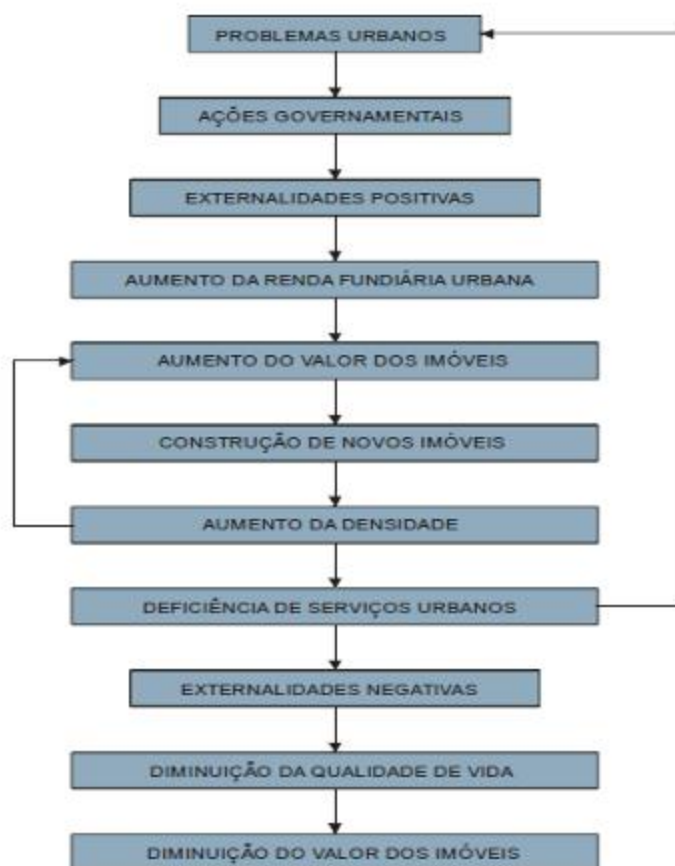 PROBLEMAS URBANOS
AÇÕES GOVERNAMENTAIS
EXTERNALIDADES POSITIVAS
AUMENTO DA RENDA FUNDIÁRIA URBANA
AUMENTO DO VALOR DOS IMÓVEIS
CONSTRUÇÃO DE NOVOS IMÓVEIS
AUMENTO DA DENSIDADE
DEFICIÊNCIA DE SERVIÇOS URBANOS
EXTERNALIDADES NEGATIVAS
DIMINUIÇÃO DA QUALIDADE DE VIDA
DIMINUIÇÃO DO VALOR DOS IMÓVEIS